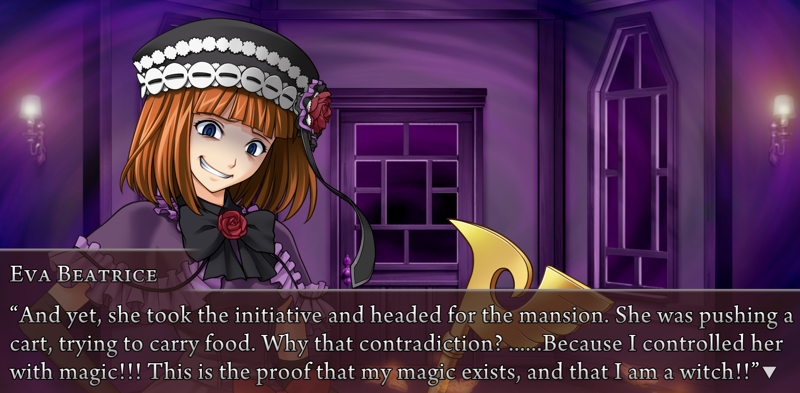 Eva Beatrice
“And yet, she took the initiative and headed for the mansion. She was pushing a
cart, trying to carry food. Why that contradiction? ......Because I controlled her
with magic!!! This is the proof that my magic exists, and that I am a witch!!”▼